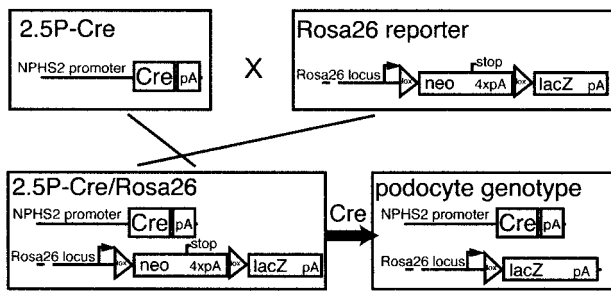 2.5P-Cre
NPHS2 promoter
Cre pA
X
Rosa26 reporter
stop
Rosa26 locus
lox neo 4xpA lox lacZ pA
2.5P-Cre/Rosa26
NPHS2 promoter
Cre pA
stop
Rosa26 locus
lox neo 4xpA lox lacZ pA
Cre
podocyte genotype
NPHS2 promoter
Cre pA
Rosa26 locus
lox lacZ pA